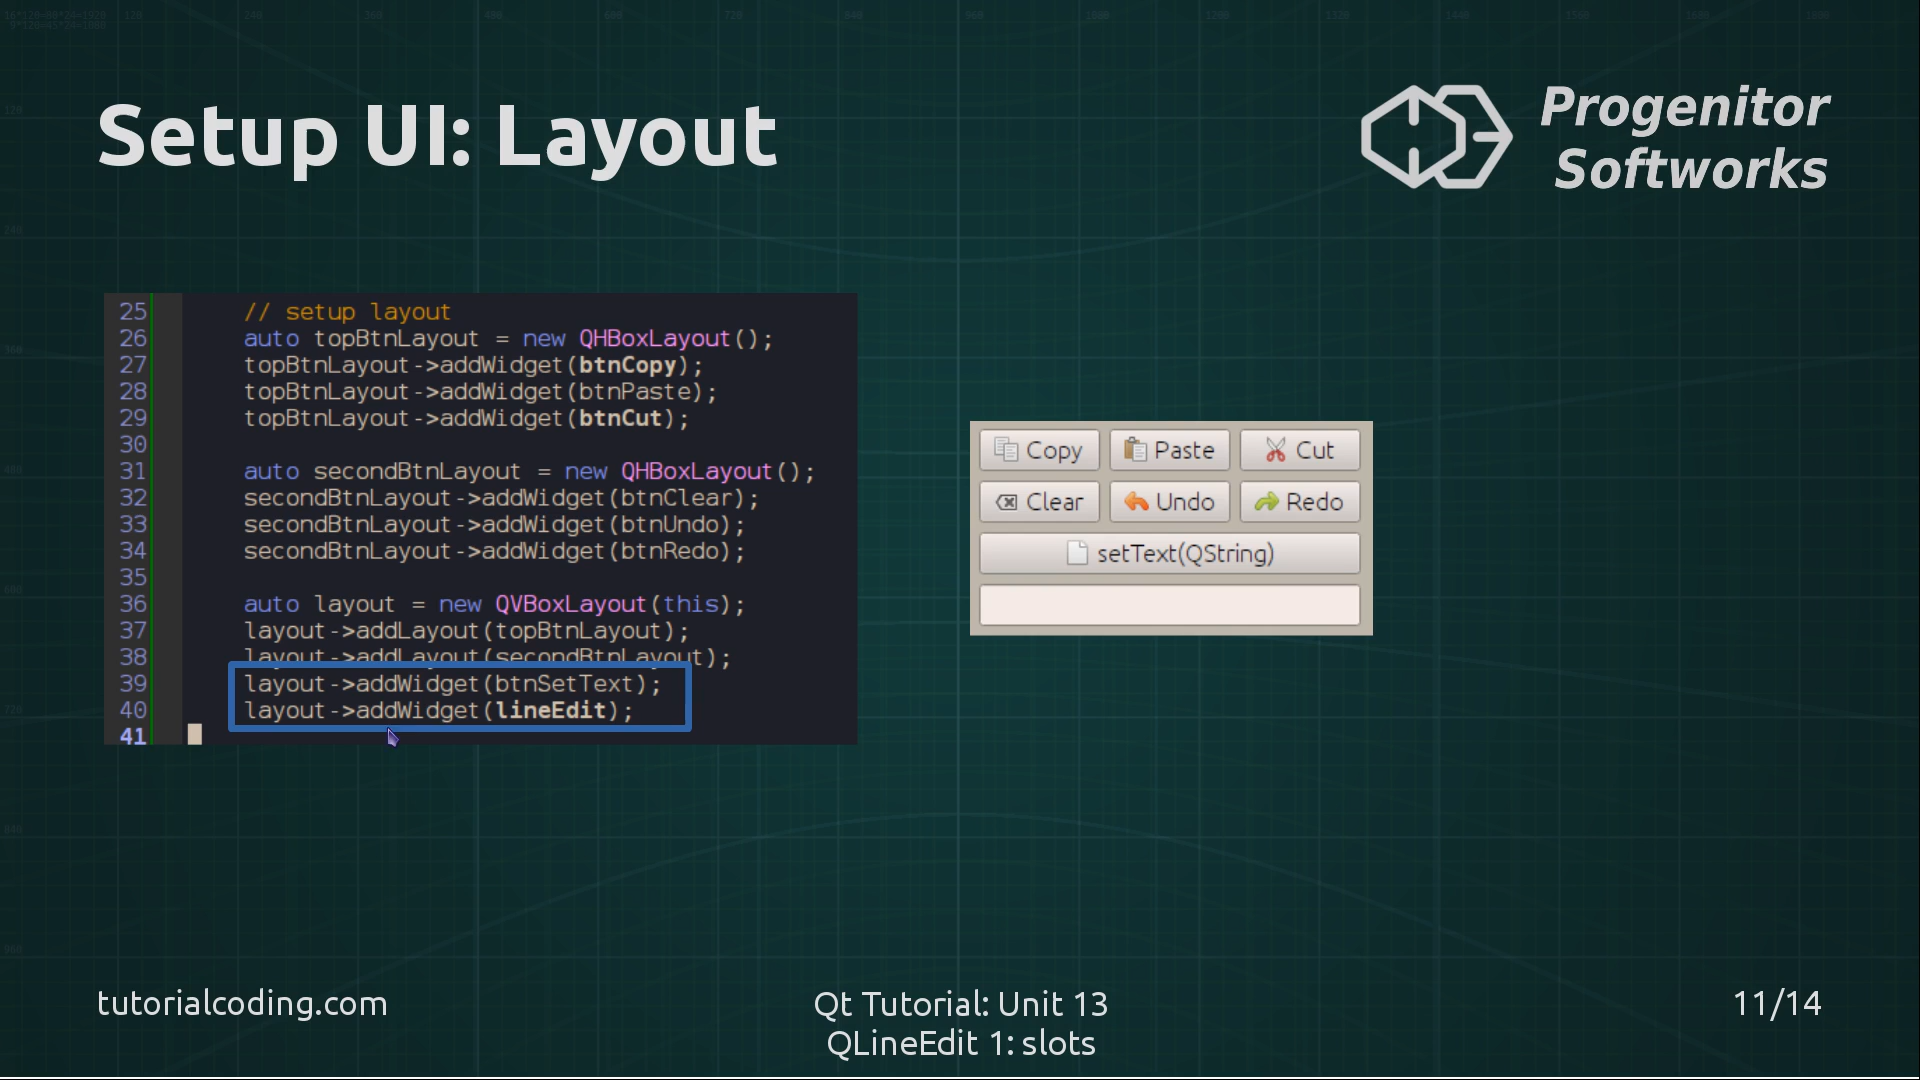 Setup UI: Layout
Progenitor
Softworks
25 // setup layout
26 auto topBtnLayout = new QHBoxLayout();
27 topBtnLayout->addWidget(btnCopy);
28 topBtnLayout->addWidget(btnPaste);
29 topBtnLayout->addWidget(btnCut);
30
31 auto secondBtnLayout = new QHBoxLayout();
32 secondBtnLayout->addWidget(btnClear);
33 secondBtnLayout->addWidget(btnUndo);
34 secondBtnLayout->addWidget(btnRedo);
35
36 auto layout = new QVBoxLayout(this);
37 layout->addLayout(topBtnLayout);
38 layout->addLayout(secondBtnLayout);
39 layout->addWidget(btnSetText);
40 layout->addWidget(lineEdit);
41
Copy Paste Cut
Clear Undo Redo
setText(QString)
tutorialcoding.com
Qt Tutorial: Unit 13
QLineEdit 1: slots
11/14